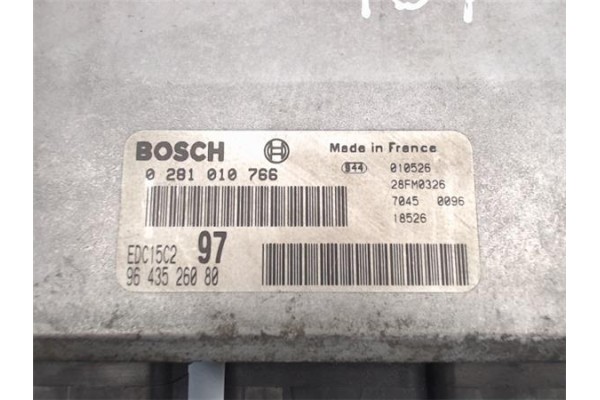 BOSCH
Made in France
0 281 010 766
S44 010526
28FM0326
7045 0096
18526
EDC15C2 97
96 435 260 80